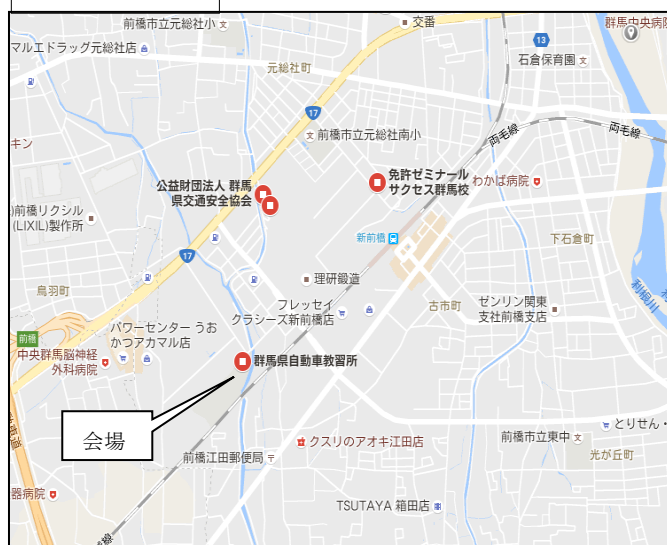 前橋市立元総社小
交番
群馬中央病院
マルエドラッグ元総社店
13
石倉保育園
元総社町
17
前橋市立元総社南小
両毛線
両毛線
キン
公益財団法人 群馬
県交通安全協会
免許ゼミナール
サクセス群馬校
わかば病院
前橋リクシル
(LIXIL)製作所
新前橋
下石倉町
17
利根川
理研鍛造
鳥羽町
古市町
フレッセイ
クラシーズ新前橋店
ゼンリン関東
支社前橋支店
パワーセンター うお
かつアカマル店
前橋
中央群馬脳神経
外科病院
群馬県自動車教習所
会場
とりせん・
クスリのアオキ江田店
前橋市立東中
前橋江田郵便局
光が丘町
器病院
TSUTAYA 箱田店